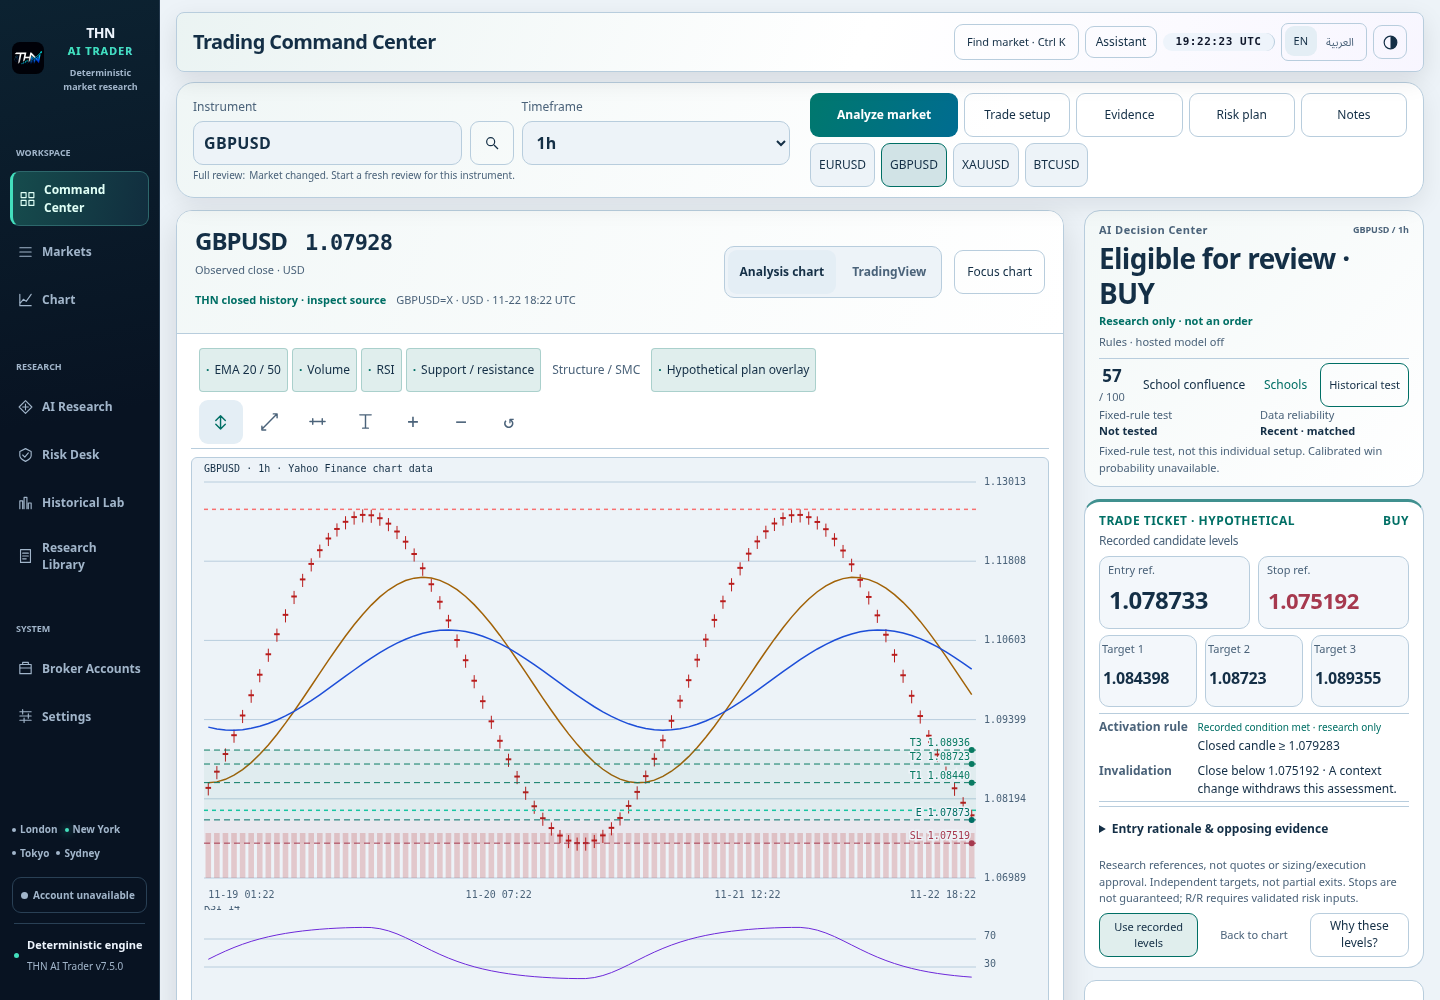 THN
AI TRADER
Deterministic
market research
WORKSPACE
Command
Center
Markets
Chart
RESEARCH
AI Research
Risk Desk
Historical Lab
Research
Library
SYSTEM
Broker Accounts
Settings
London New York
Tokyo Sydney
Account unavailable
Deterministic engine
THN AI Trader v7.5.0
Trading Command Center
Find market · Ctrl K
Assistant
19:22:23 UTC
EN
العربية
Instrument
Timeframe
GBPUSD
1h
Full review: Market changed. Start a fresh review for this instrument.
Analyze market
Trade setup
Evidence
Risk plan
Notes
EURUSD
GBPUSD
XAUUSD
BTCUSD
GBPUSD 1.07928
Observed close · USD
THN closed history · inspect source GBPUSD=X · USD · 11-22 18:22 UTC
Analysis chart
TradingView
Focus chart
· EMA 20 / 50
· Volume
· RSI
· Support / resistance
Structure / SMC
· Hypothetical plan overlay
GBPUSD · 1h · Yahoo Finance chart data
1.13013
1.11808
1.10603
1.09399
T3 1.08936
T2 1.08723
T1 1.08440
1.08194
E 1.07873
SL 1.07519
1.06989
11-19 01:22
11-20 07:22
11-21 12:22
11-22 18:22
RSI 14
70
30
AI Decision Center
GBPUSD / 1h
Eligible for review ·
BUY
Research only · not an order
Rules · hosted model off
57
/ 100
School confluence
Schools
Historical test
Fixed-rule test
Data reliability
Not tested
Recent · matched
Fixed-rule test, not this individual setup. Calibrated win
probability unavailable.
TRADE TICKET · HYPOTHETICAL
BUY
Recorded candidate levels
Entry ref.
1.078733
Stop ref.
1.075192
Target 1
1.084398
Target 2
1.08723
Target 3
1.089355
Activation rule
Recorded condition met · research only
Closed candle ≥ 1.079283
Invalidation
Close below 1.075192 · A context
change withdraws this assessment.
Entry rationale & opposing evidence
Research references, not quotes or sizing/execution
approval. Independent targets, not partial exits. Stops are
not guaranteed; R/R requires validated risk inputs.
Use recorded
levels
Back to chart
Why these
levels?